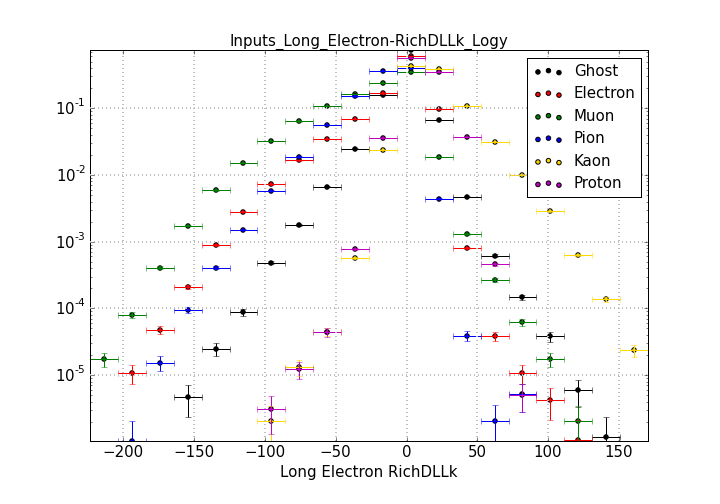 Inputs_Long_Electron-RichDLLk_Logy
Ghost
Electron
Muon
Pion
Kaon
Proton
10^-1
10^-2
10^-3
10^-4
10^-5
−200 −150 −100 −50 0 50 100 150
Long Electron RichDLLk